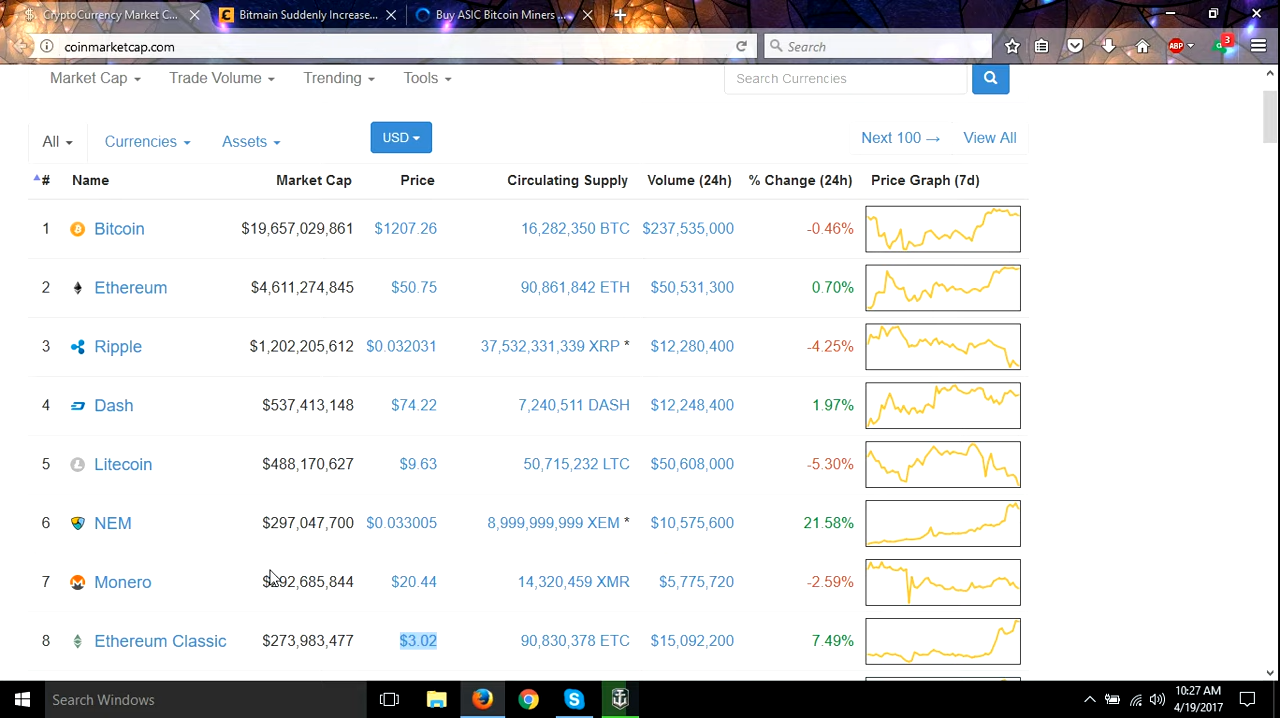 CryptoCurrency Market C...
Bitmain Suddenly Increase...
Buy ASIC Bitcoin Miners ...
coinmarketcap.com
Search
ABP
3
Market Cap
Trade Volume
Trending
Tools
Search Currencies
All
Currencies
Assets
USD
Next 100 →
View All
# Name Market Cap Price Circulating Supply Volume (24h) % Change (24h) Price Graph (7d)
1 Bitcoin $19,657,029,861 $1207.26 16,282,350 BTC $237,535,000 -0.46%
2 Ethereum $4,611,274,845 $50.75 90,861,842 ETH $50,531,300 0.70%
3 Ripple $1,202,205,612 $0.032031 37,532,331,339 XRP * $12,280,400 -4.25%
4 Dash $537,413,148 $74.22 7,240,511 DASH $12,248,400 1.97%
5 Litecoin $488,170,627 $9.63 50,715,232 LTC $50,608,000 -5.30%
6 NEM $297,047,700 $0.033005 8,999,999,999 XEM * $10,575,600 21.58%
7 Monero $20.44 14,320,459 XMR $5,775,720 -2.59%
8 Ethereum Classic $273,983,477 $3.02 90,830,378 ETC $15,092,200 7.49%
Search Windows
10:27 AM
4/19/2017